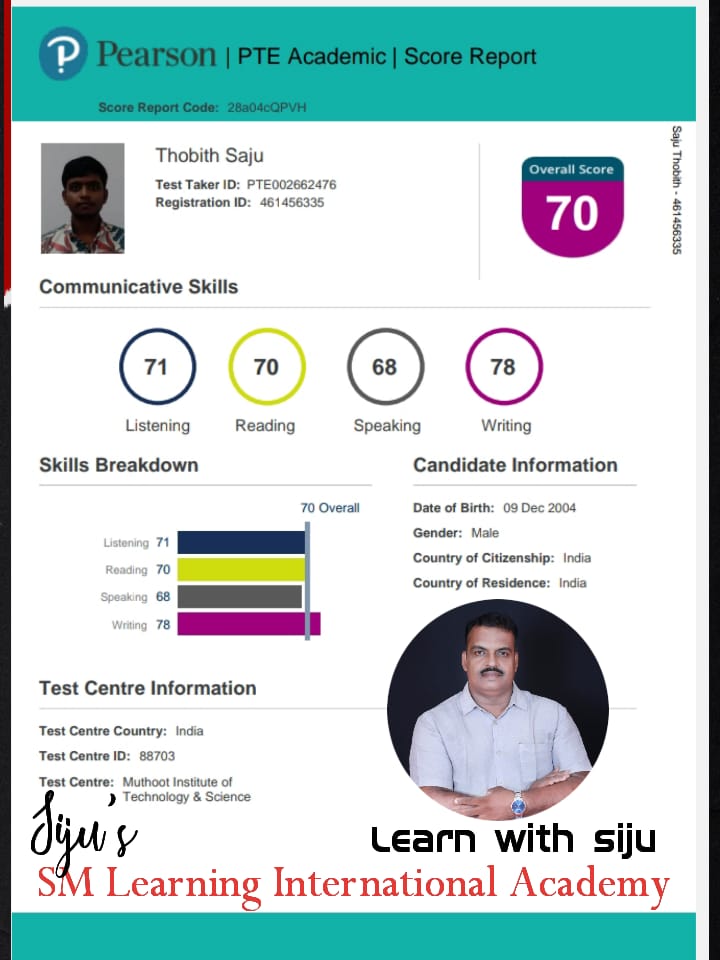 Pearson | PTE Academic | Score Report
Score Report Code: 28a04cQPVH
Thobith Saju
Test Taker ID: PTE002662476
Registration ID: 461456335
Overall Score
70
Saju Thobith - 461456335
Communicative Skills
71 70 68 78
Listening Reading Speaking Writing
Skills Breakdown
70 Overall
Listening 71
Reading 70
Speaking 68
Writing 78
Candidate Information
Date of Birth: 09 Dec 2004
Gender: Male
Country of Citizenship: India
Country of Residence: India
Test Centre Information
Test Centre Country: India
Test Centre ID: 88703
Test Centre: Muthoot Institute of
Technology & Science
Siju's
Learn with siju
SM Learning International Academy